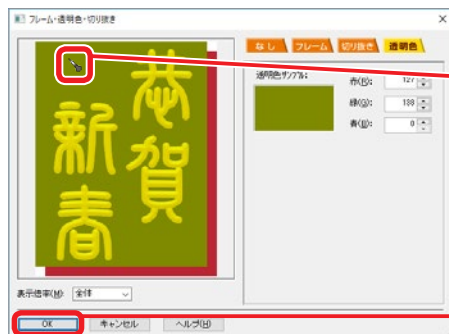 フレーム・透明色・切り抜き
なし フレーム 切り抜き 透明色
透明色サンプル:
赤(R): 127
緑(G): 138
青(B): 0
恭賀
新春
表示倍率(M): 全体
OK キャンセル ヘルプ(H)